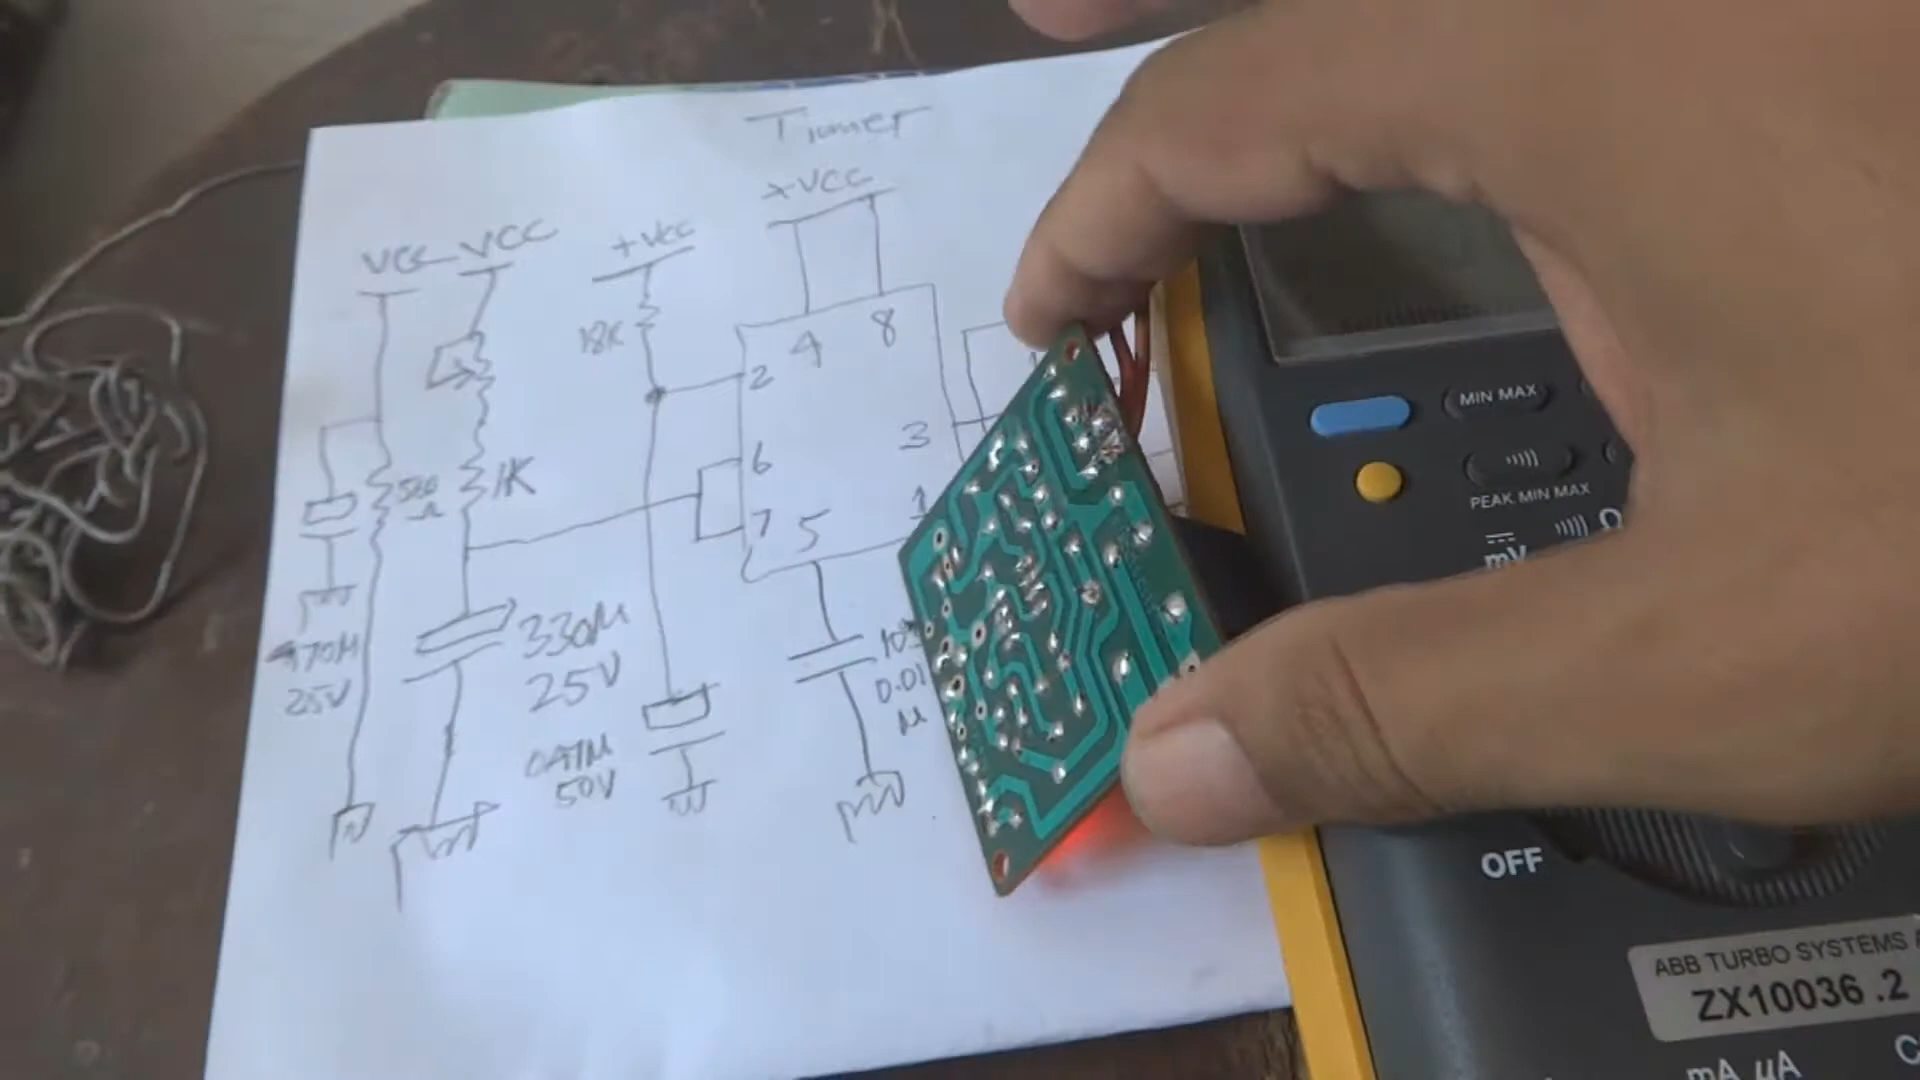 Timmer
+VCC
VCC VCC
+Vcc
18K
4
8
2
6
7
5
3
1
1K
330M
25V
470M
25V
0.47M
50V
103
0.01
M
MIN MAX
PEAK MIN MAX
mV
Ω
OFF
ABB TURBO SYSTEMS A
ZX10036.2
mA µA